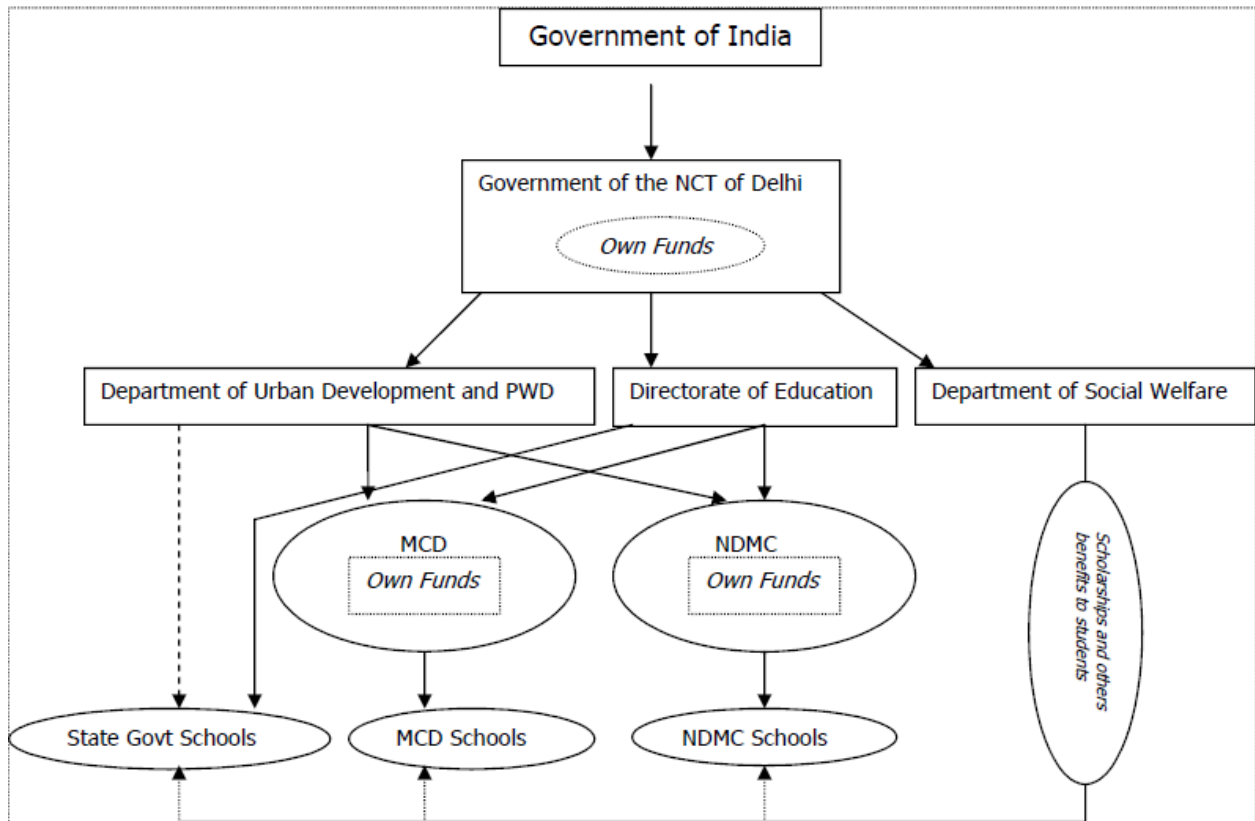 Government of India
Government of the NCT of Delhi
Own Funds
Department of Urban Development and PWD
Directorate of Education
Department of Social Welfare
MCD
Own Funds
NDMC
Own Funds
Scholarships and others
benefits to students
State Govt Schools
MCD Schools
NDMC Schools